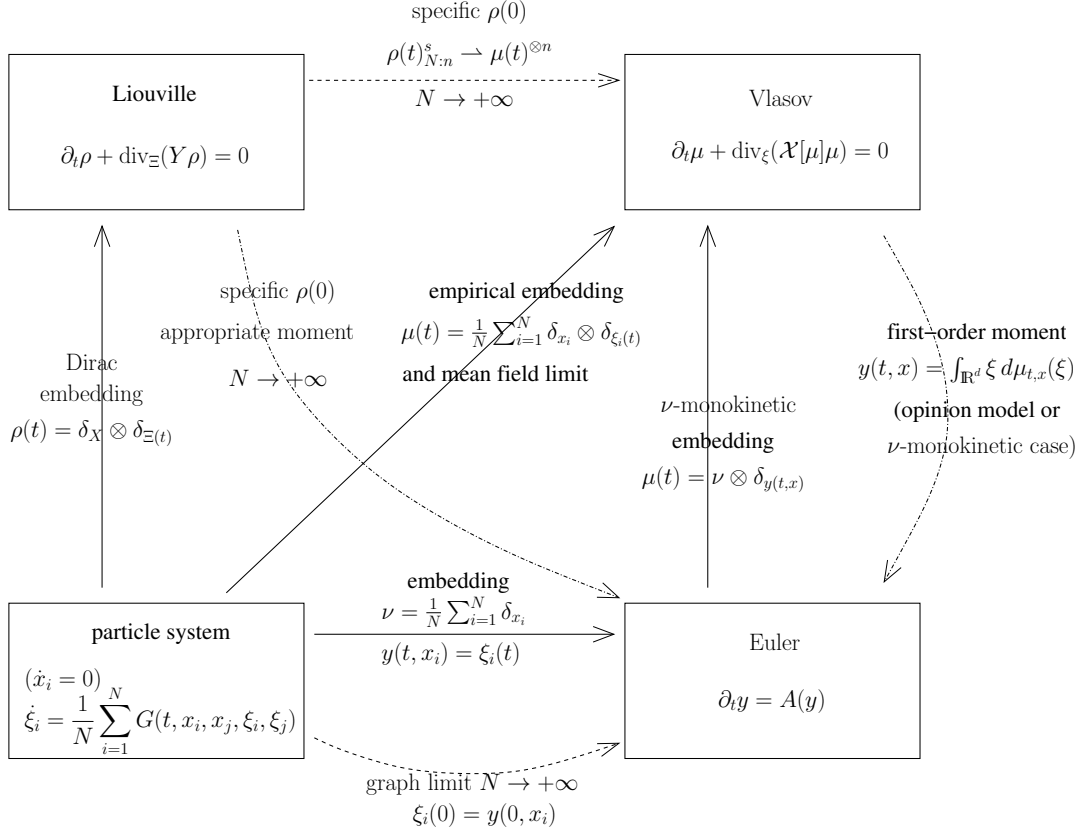 specific ρ(0)
ρ(t)^s_{N:n} ⇀ μ(t)^{⊗n}
N → +∞
Liouville
∂_tρ + div_Ξ(Yρ) = 0
Vlasov
∂_tμ + div_ξ(𝒳[μ]μ) = 0
specific ρ(0)
appropriate moment
N → +∞
empirical embedding
μ(t) = \frac{1}{N} ∑_{i=1}^{N} δ_{x_i} ⊗ δ_{ξ_i(t)}
and mean field limit
first−order moment
y(t, x) = ∫_{ℝ^d} ξ dμ_{t,x}(ξ)
(opinion model or
ν-monokinetic case)
Dirac
embedding
ρ(t) = δ_X ⊗ δ_{Ξ(t)}
ν-monokinetic
embedding
μ(t) = ν ⊗ δ_{y(t,x)}
embedding
ν = \frac{1}{N} ∑_{i=1}^{N} δ_{x_i}
y(t, x_i) = ξ_i(t)
particle system
(ẋ_i = 0)
ξ̇_i = \frac{1}{N} ∑_{i=1}^{N} G(t, x_i, x_j, ξ_i, ξ_j)
Euler
∂_ty = A(y)
graph limit N → +∞
ξ_i(0) = y(0, x_i)